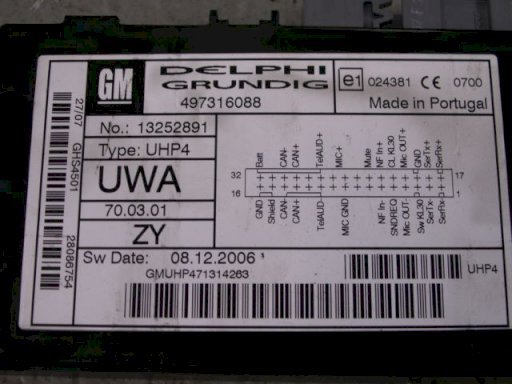 GM
DELPHI
GRUNDIG
497316088
e1 024381 CE 0700
Made in Portugal
27/07
GHS4501
28086754
No.: 13252891
Type: UHP4
UWA
70.03.01
ZY
Sw Date: 08.12.2006
GMUHP471314263
UHP4
Batt CAN- CAN+ TelAUD+ MIC+ Mute NF In+ CL KL30 Mic OUT+ GND SerTx+ SerRx+
32 17
16 1
GND Shield CAN- CAN+ TelAUD- MIC GND NF In- SNDREQ Mic OUT- Sw KL30 SerTx- SerRx-